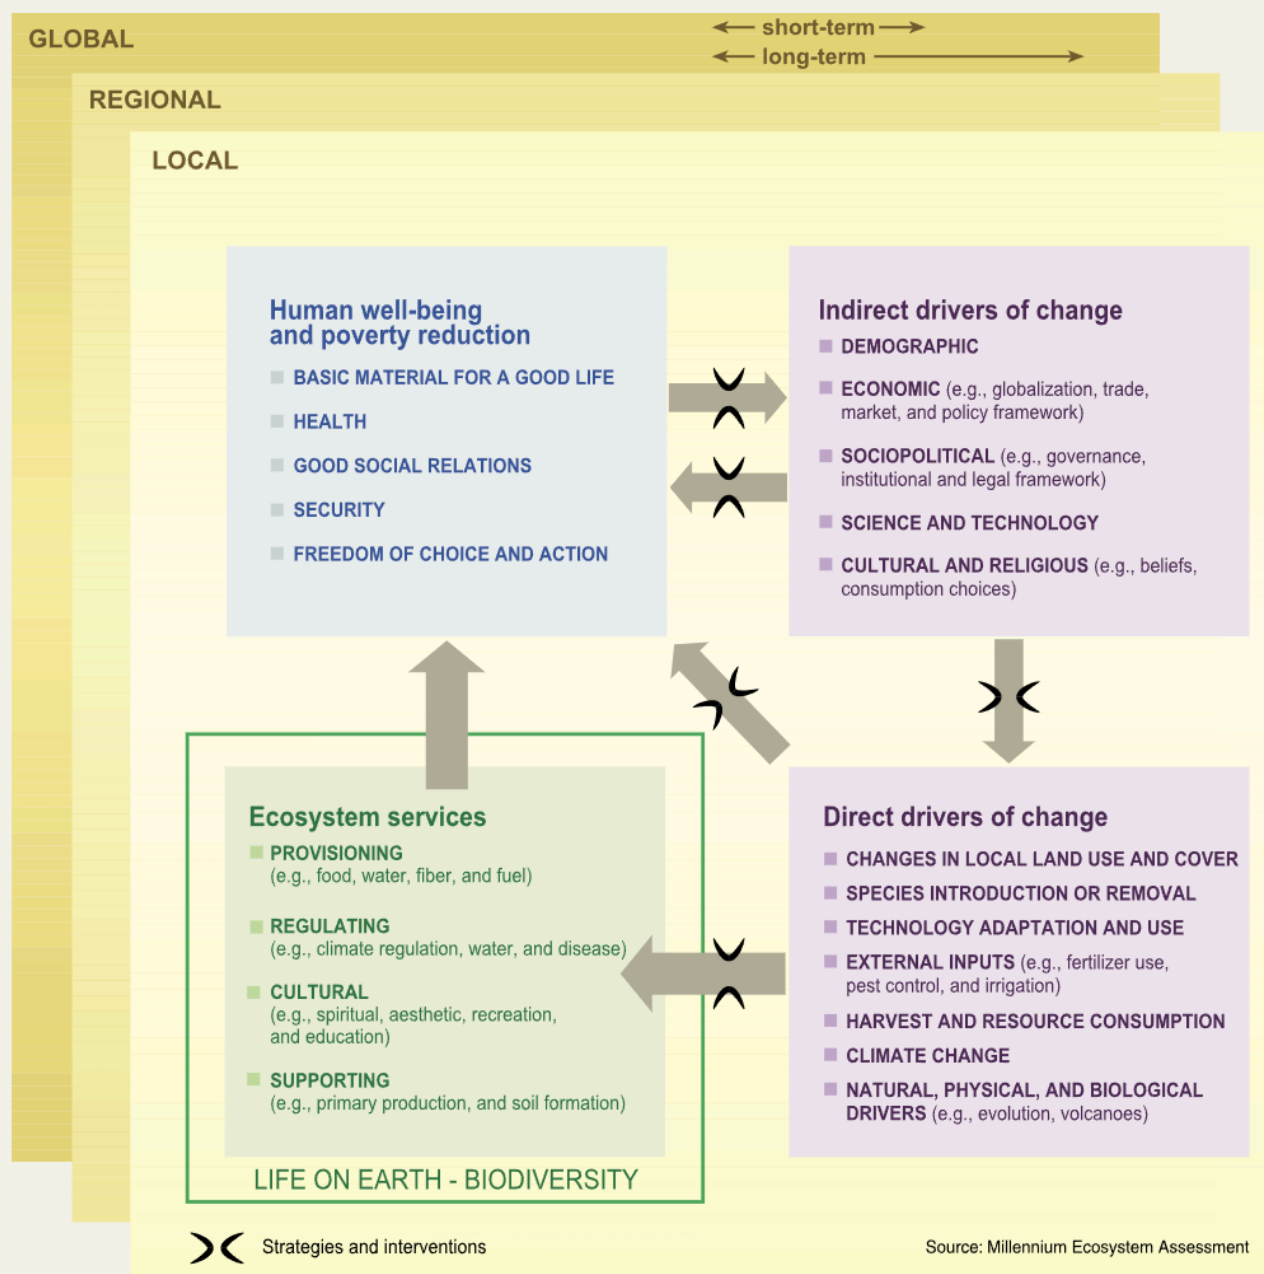 GLOBAL
short-term
long-term
REGIONAL
LOCAL
Human well-being
and poverty reduction
BASIC MATERIAL FOR A GOOD LIFE
HEALTH
GOOD SOCIAL RELATIONS
SECURITY
FREEDOM OF CHOICE AND ACTION
Indirect drivers of change
DEMOGRAPHIC
ECONOMIC (e.g., globalization, trade,
market, and policy framework)
SOCIOPOLITICAL (e.g., governance,
institutional and legal framework)
SCIENCE AND TECHNOLOGY
CULTURAL AND RELIGIOUS (e.g., beliefs,
consumption choices)
Ecosystem services
PROVISIONING
(e.g., food, water, fiber, and fuel)
REGULATING
(e.g., climate regulation, water, and disease)
CULTURAL
(e.g., spiritual, aesthetic, recreation,
and education)
SUPPORTING
(e.g., primary production, and soil formation)
LIFE ON EARTH - BIODIVERSITY
Direct drivers of change
CHANGES IN LOCAL LAND USE AND COVER
SPECIES INTRODUCTION OR REMOVAL
TECHNOLOGY ADAPTATION AND USE
EXTERNAL INPUTS (e.g., fertilizer use,
pest control, and irrigation)
HARVEST AND RESOURCE CONSUMPTION
CLIMATE CHANGE
NATURAL, PHYSICAL, AND BIOLOGICAL
DRIVERS (e.g., evolution, volcanoes)
Strategies and interventions
Source: Millennium Ecosystem Assessment